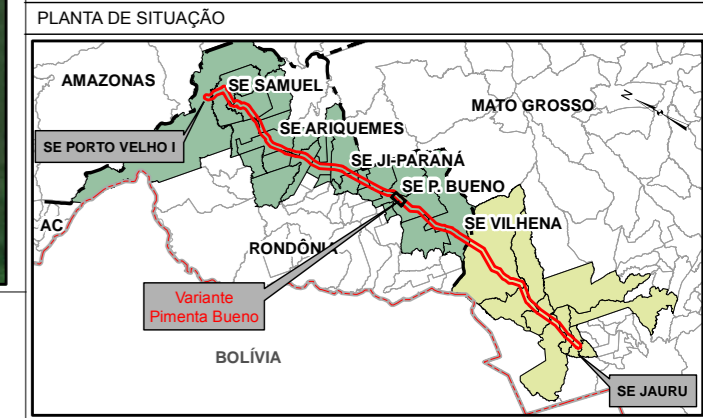 PLANTA DE SITUAÇÃO
AMAZONAS
SE SAMUEL
MATO GROSSO
N
SE ARIQUEMES
SE PORTO VELHO I
SE JI-PARANÁ
SE P. BUENO
AC
SE VILHENA
RONDÔNIA
Variante
Pimenta Bueno
BOLÍVIA
SE JAURU